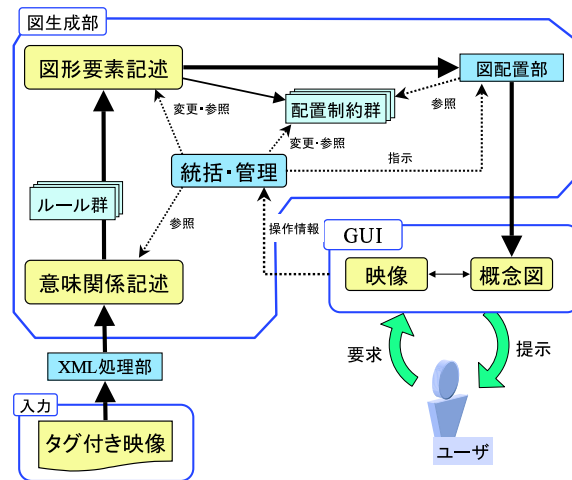 図生成部
図形要素記述
図配置部
配置制約群
参照
変更・参照
変更・参照
指示
統括・管理
ルール群
参照
操作情報
GUI
意味関係記述
映像
概念図
XML処理部
要求
提示
入力
タグ付き映像
ユーザ